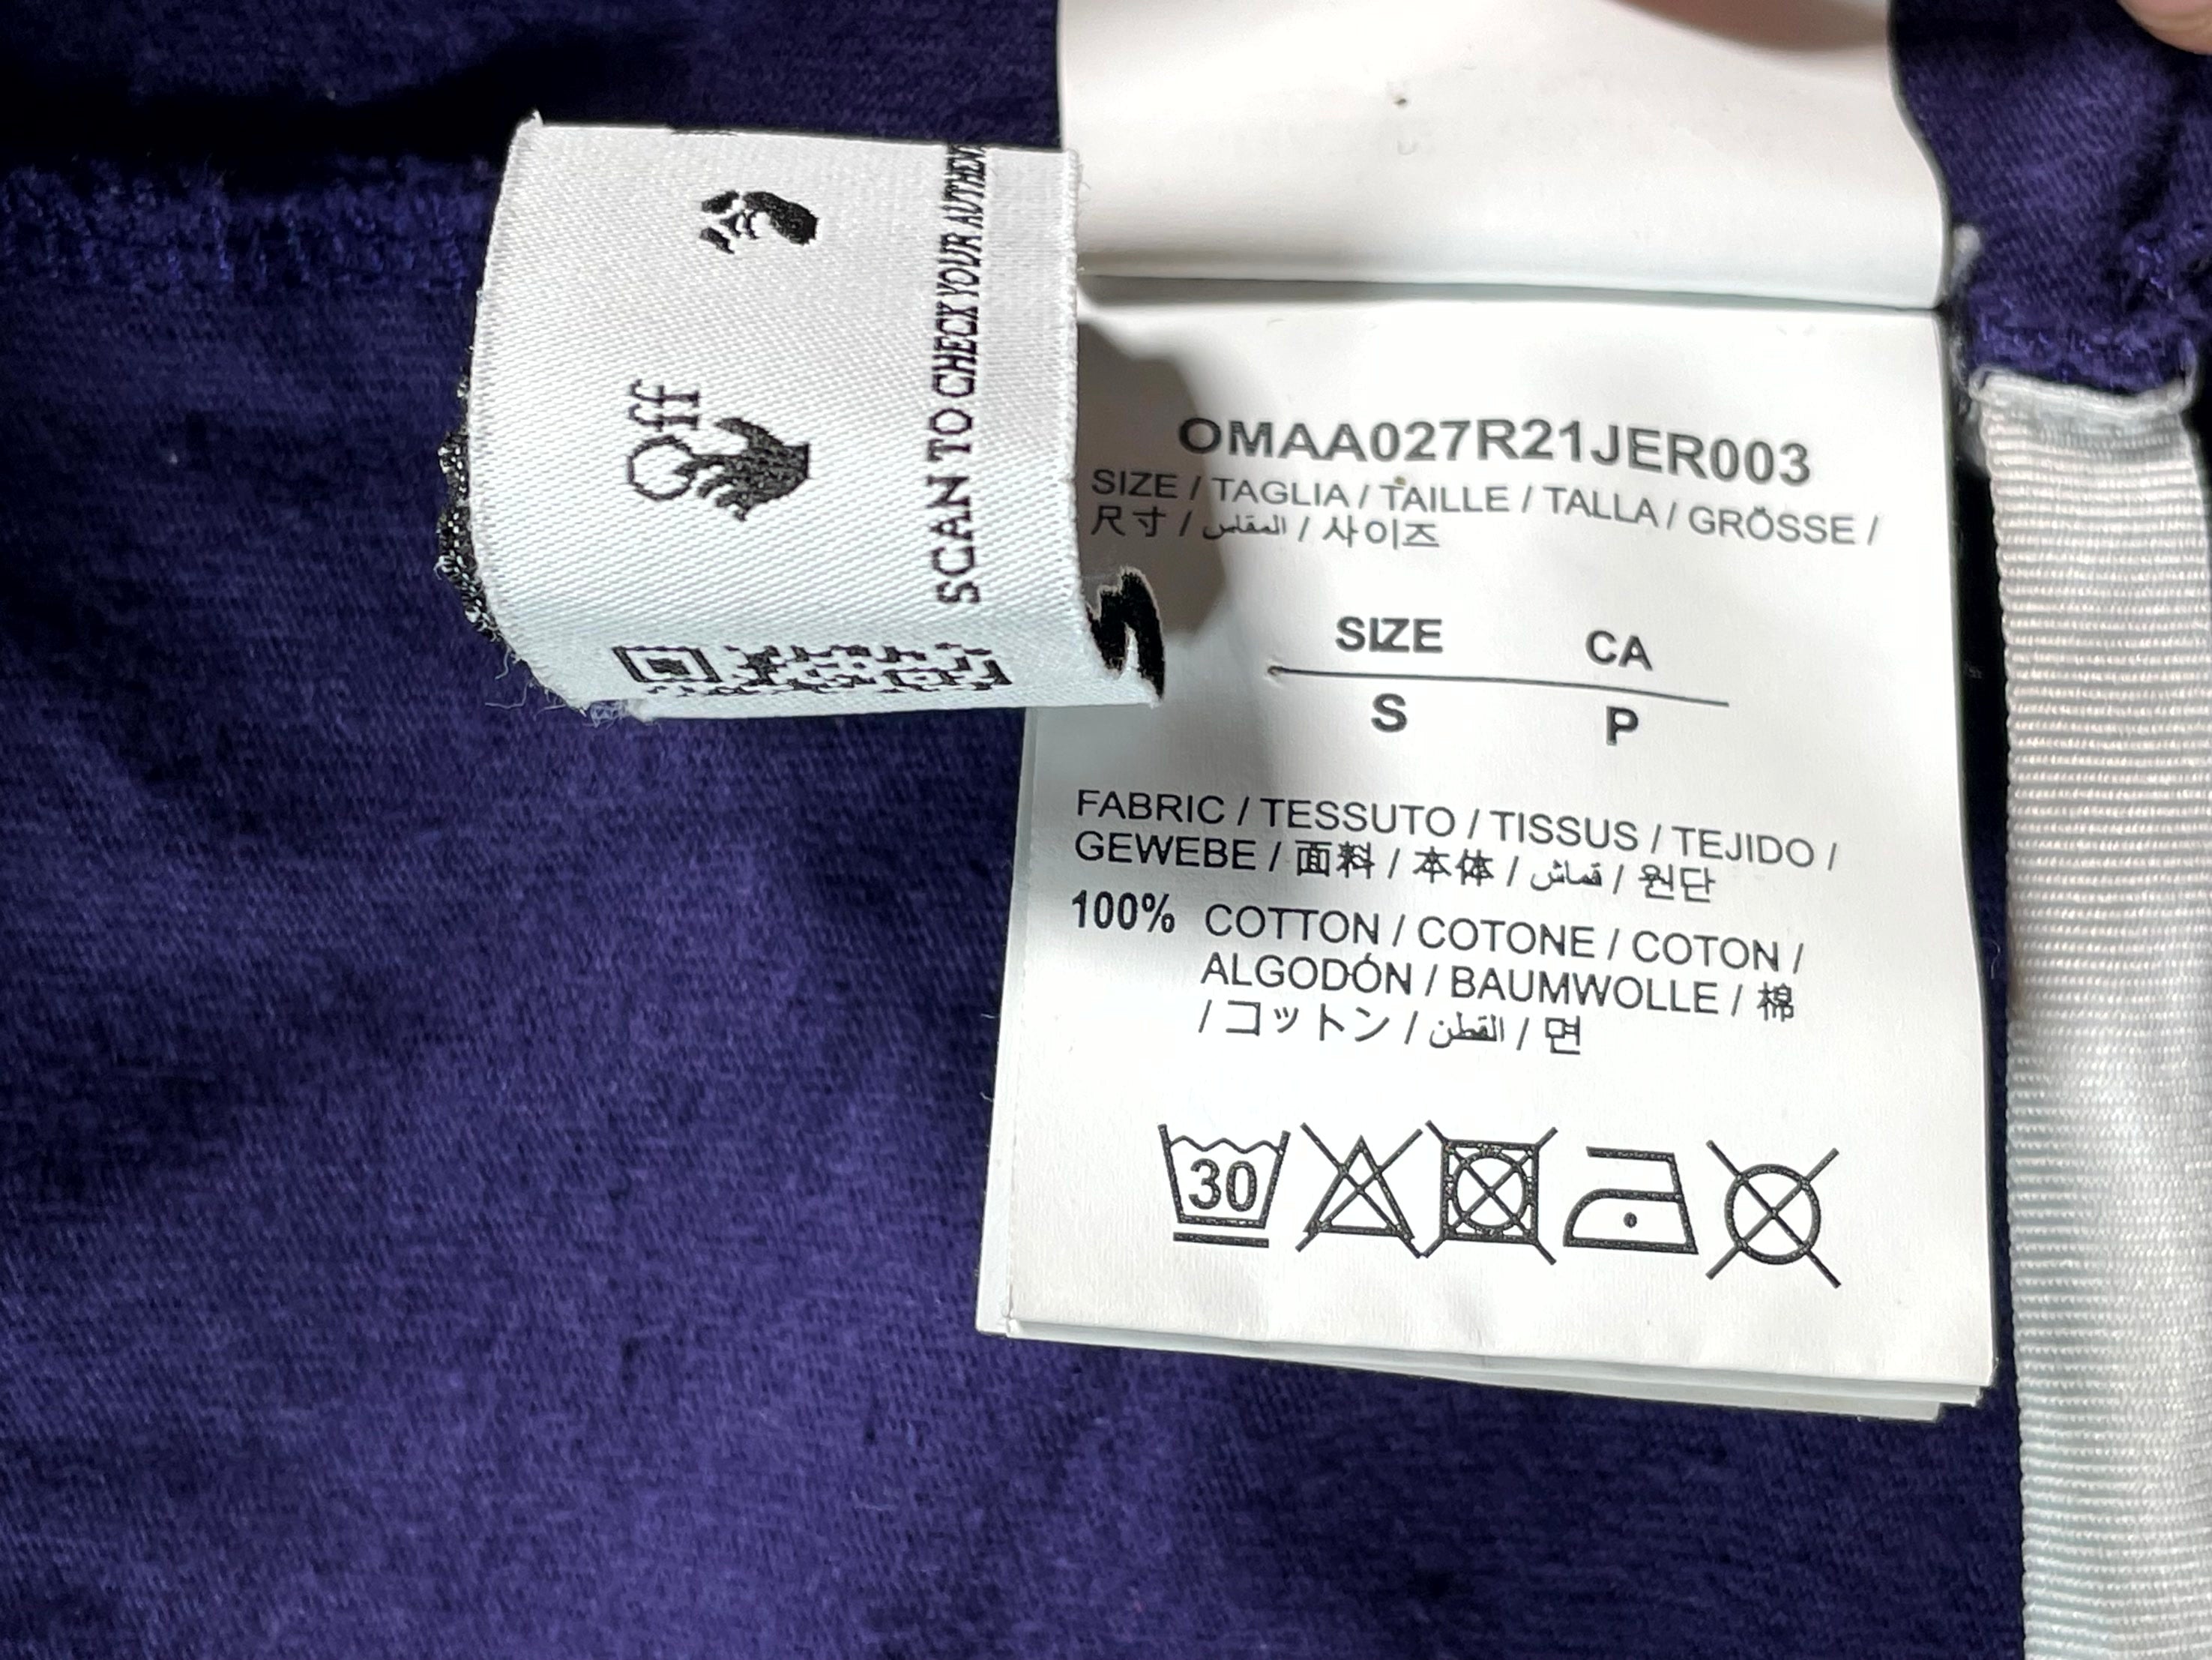 Off
SCAN TO CHECK YOUR
OMAA027R21JER003
SIZE / TAGLIA / TAILLE / TALLA / GRÖSSE /
尺寸 / المقاس / 사이즈
SIZE CA
S P
FABRIC / TESSUTO / TISSUS / TEJIDO /
GEWEBE / 面料 / 本体 / قماش / 원단
100% COTTON / COTONE / COTON /
ALGODÓN / BAUMWOLLE / 棉
/ コットン / القطن / 면
30